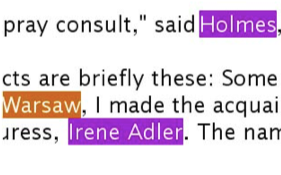 pray consult," said Holmes,
cts are briefly these: Some
Warsaw, I made the acquai
uress, Irene Adler. The nam